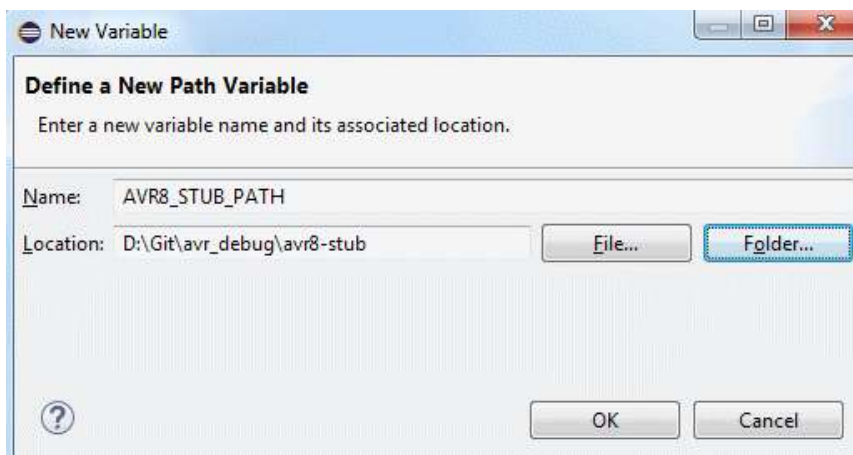 New Variable
Define a New Path Variable
Enter a new variable name and its associated location.
Name: AVR8_STUB_PATH
Location: D:\Git\avr_debug\avr8-stub File... Folder...
? OK Cancel